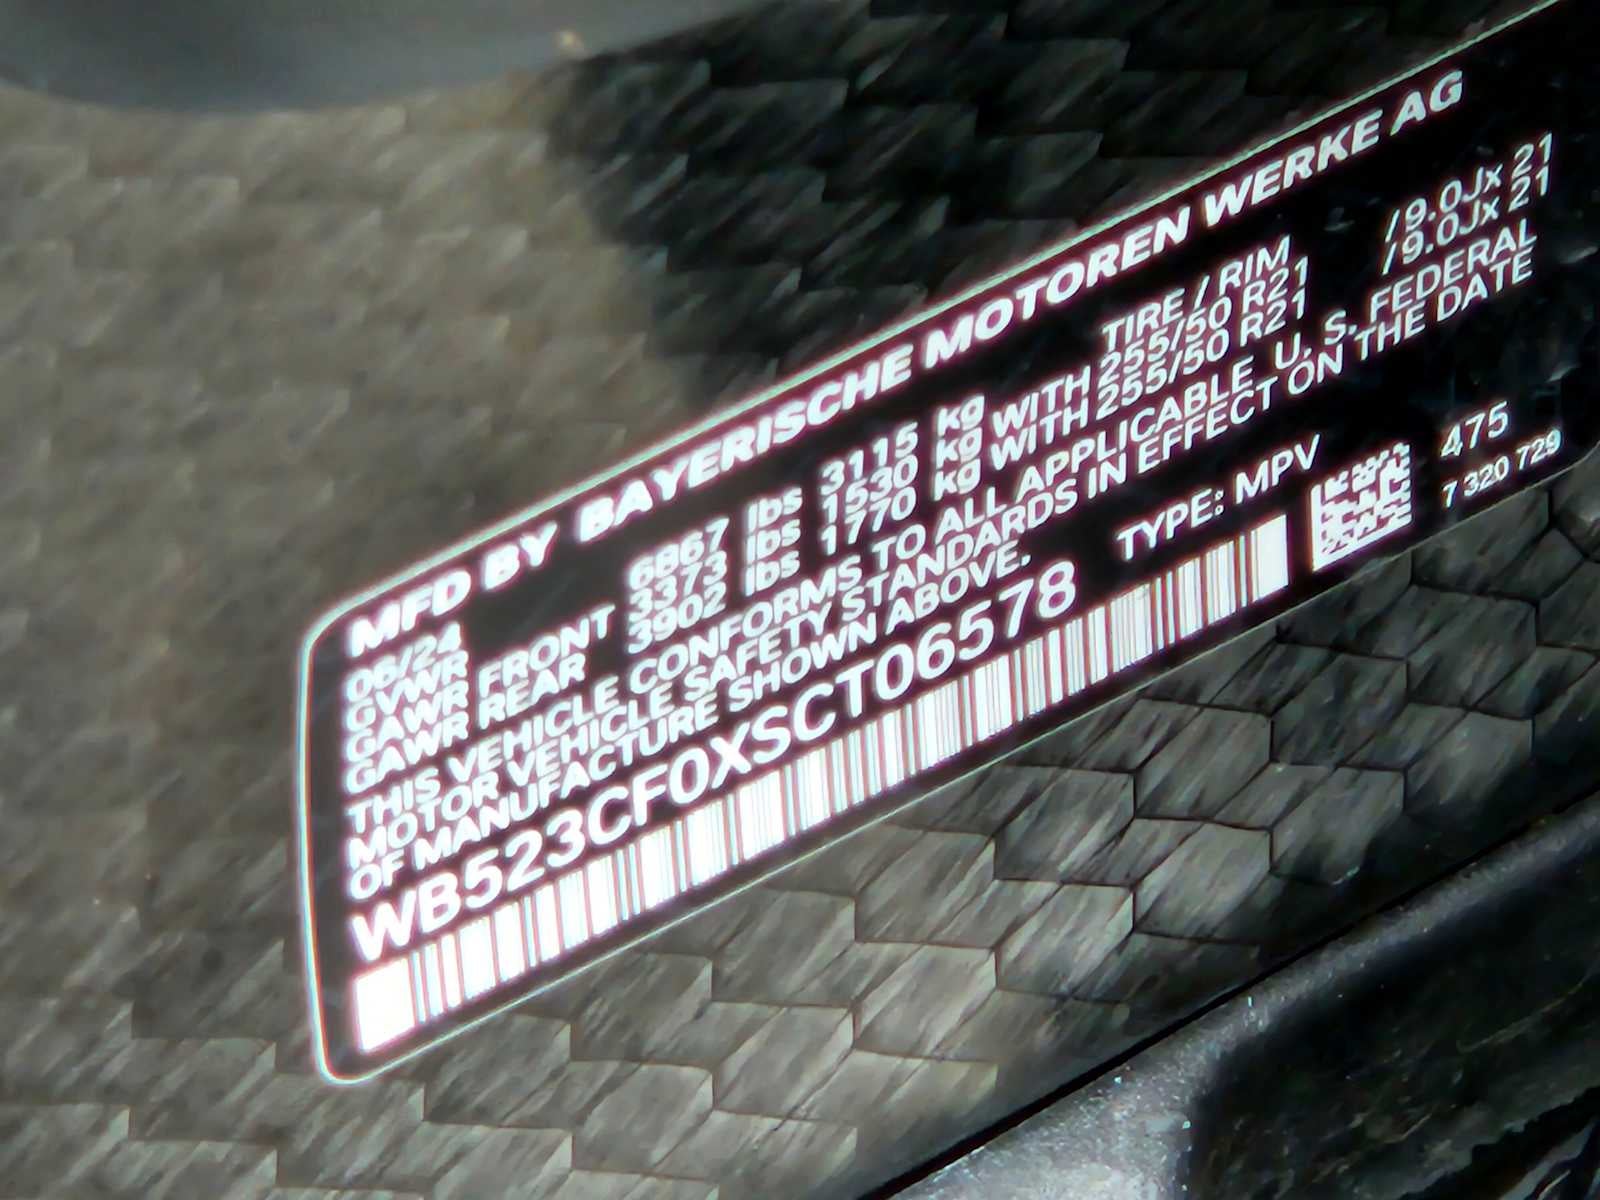 MFD BY BAYERISCHE MOTOREN WERKE AG
06/24
GVWR 6867 lbs 3115 kg TIRE / RIM
GAWR FRONT 3373 lbs 1530 kg WITH 255/50 R21 /9.0Jx 21
GAWR REAR 3902 lbs 1770 kg WITH 255/50 R21 /9.0Jx 21
THIS VEHICLE CONFORMS TO ALL APPLICABLE U. S. FEDERAL
MOTOR VEHICLE SAFETY STANDARDS IN EFFECT ON THE DATE
OF MANUFACTURE SHOWN ABOVE.
WB523CF0XSCT06578 TYPE: MPV 475
7 320 729